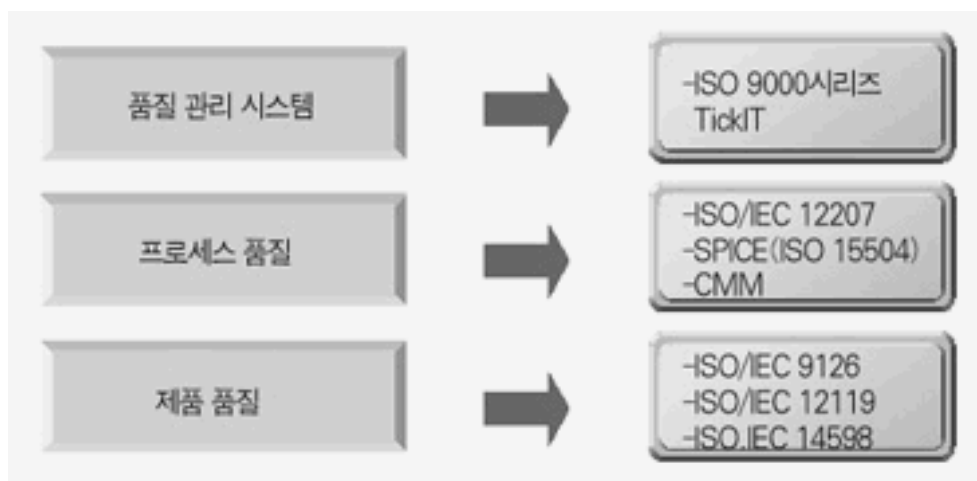 품질 관리 시스템
-ISO 9000시리즈
TickIT
프로세스 품질
-ISO/IEC 12207
-SPICE(ISO 15504)
-CMM
제품 품질
-ISO/IEC 9126
-ISO/IEC 12119
-ISO.IEC 14598